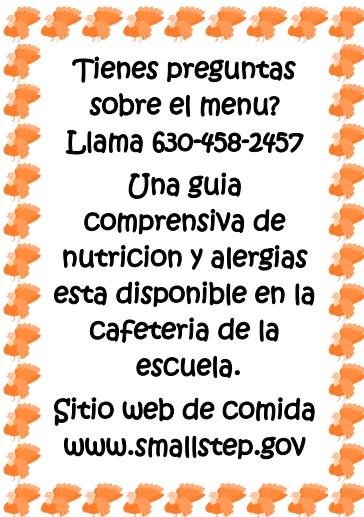 Tienes preguntas
sobre el menu?
Llama 630-458-2457
Una guia
comprensiva de
nutricion y alergias
esta disponible en la
cafeteria de la
escuela.
Sitio web de comida
www.smallstep.gov